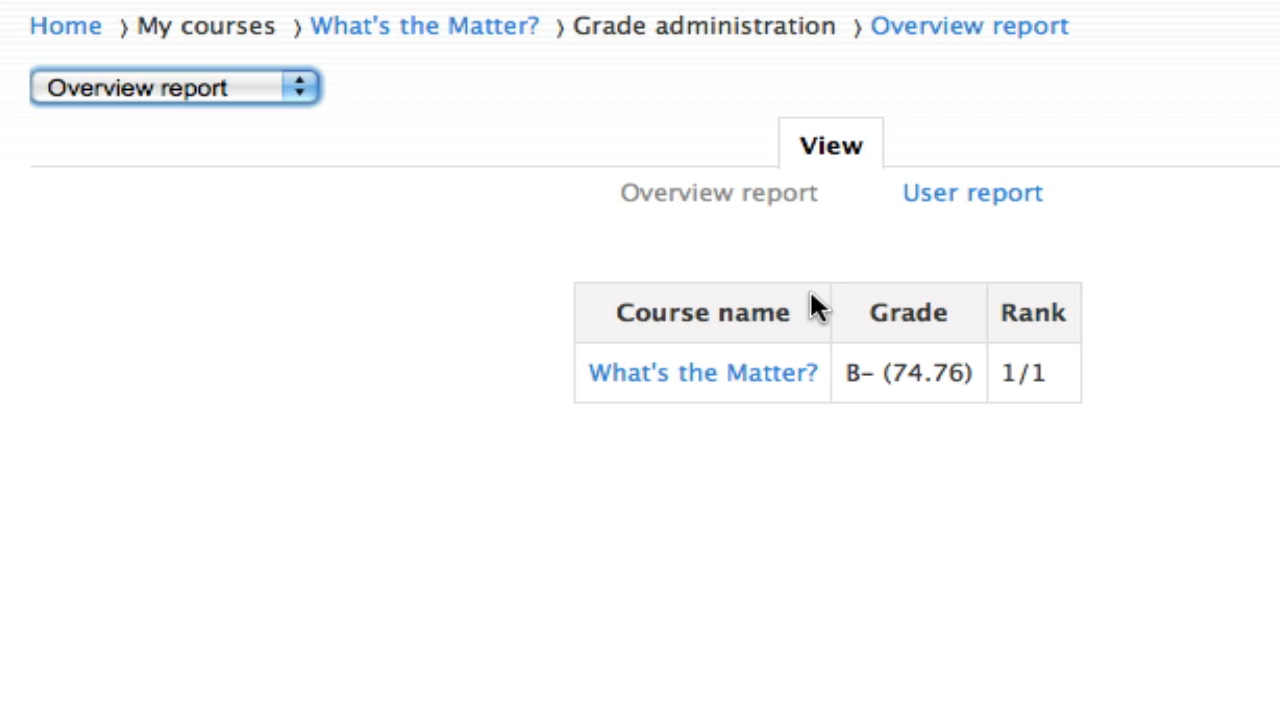 Home 〉My courses 〉What's the Matter? 〉Grade administration 〉Overview report
Overview report
View
Overview report User report
Course name Grade Rank
What's the Matter? B- (74.76) 1/1